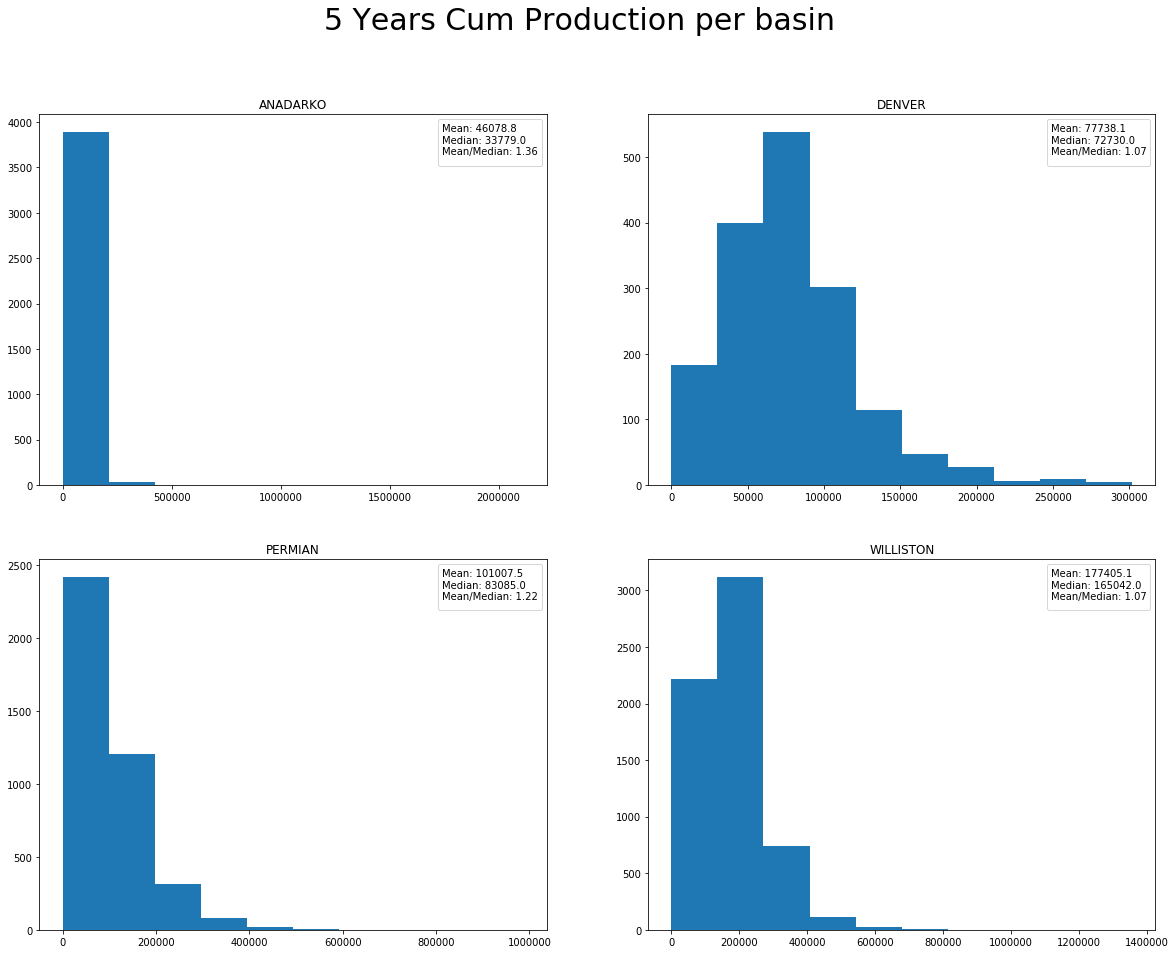 5 Years Cum Production per basin
ANADARKO
4000
3500
3000
2500
2000
1500
1000
500
0
Mean: 46078.8
Median: 33779.0
Mean/Median: 1.36
0 500000 1000000 1500000 2000000
DENVER
500
400
300
200
100
0
Mean: 77738.1
Median: 72730.0
Mean/Median: 1.07
0 50000 100000 150000 200000 250000 300000
PERMIAN
2500
2000
1500
1000
500
0
Mean: 101007.5
Median: 83085.0
Mean/Median: 1.22
0 200000 400000 600000 800000 1000000
WILLISTON
3000
2500
2000
1500
1000
500
0
Mean: 177405.1
Median: 165042.0
Mean/Median: 1.07
0 200000 400000 600000 800000 1000000 1200000 1400000